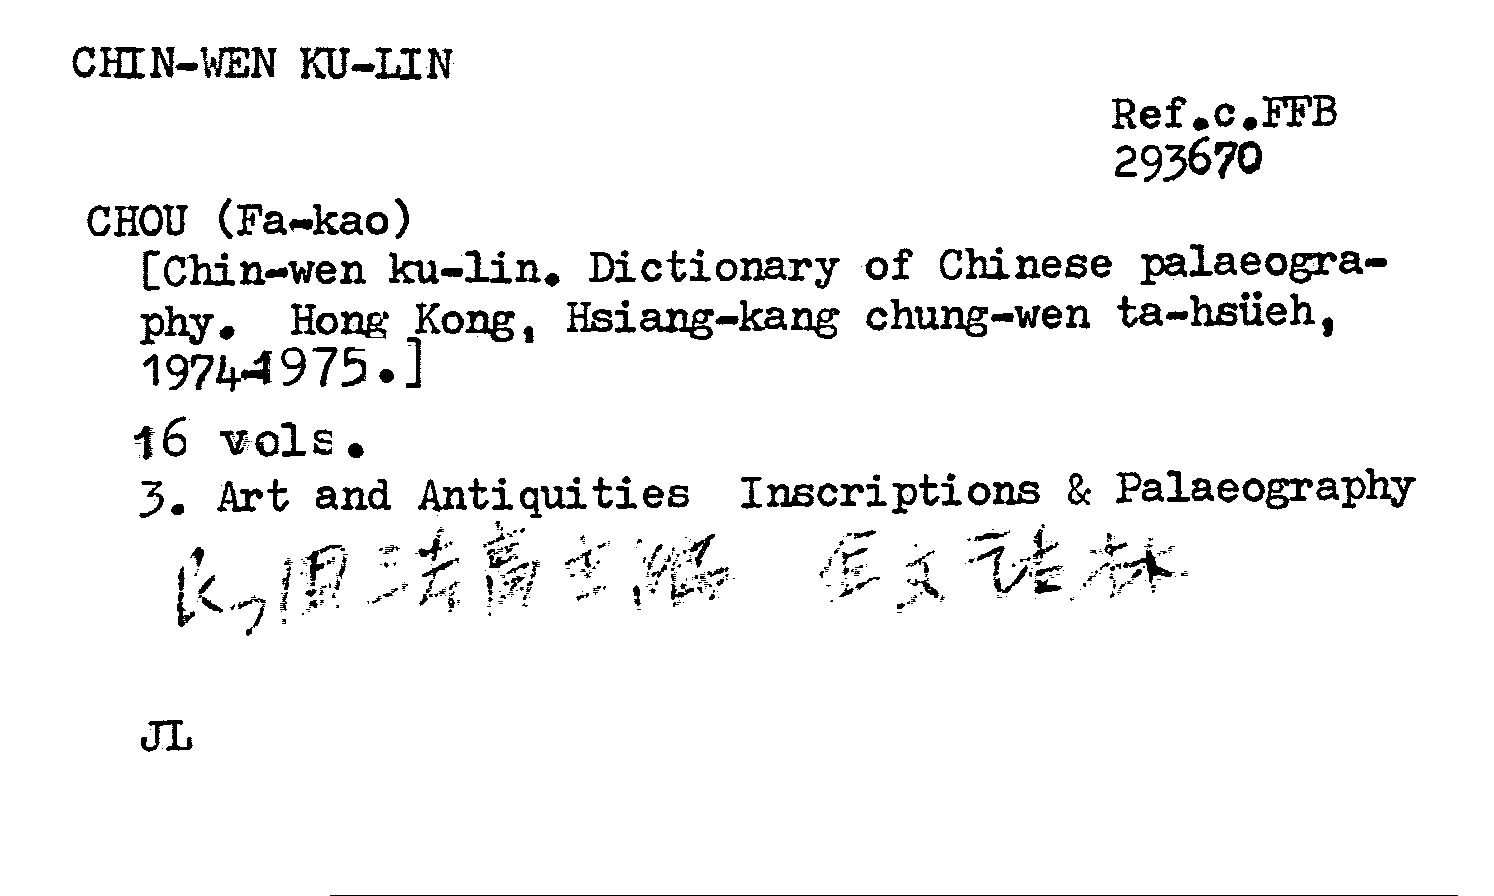 CHIN-WEN KU-LIN
Ref.c.FFB
293670
CHOU (Fa-kao)
[Chin-wen ku-lin. Dictionary of Chinese palaeogra-
phy. Hong Kong, Hsiang-kang chung-wen ta-hsüeh,
1974-1975.]
16 vols.
3. Art and Antiquities Inscriptions & Palaeography
周法高主編 金文詁林
JL